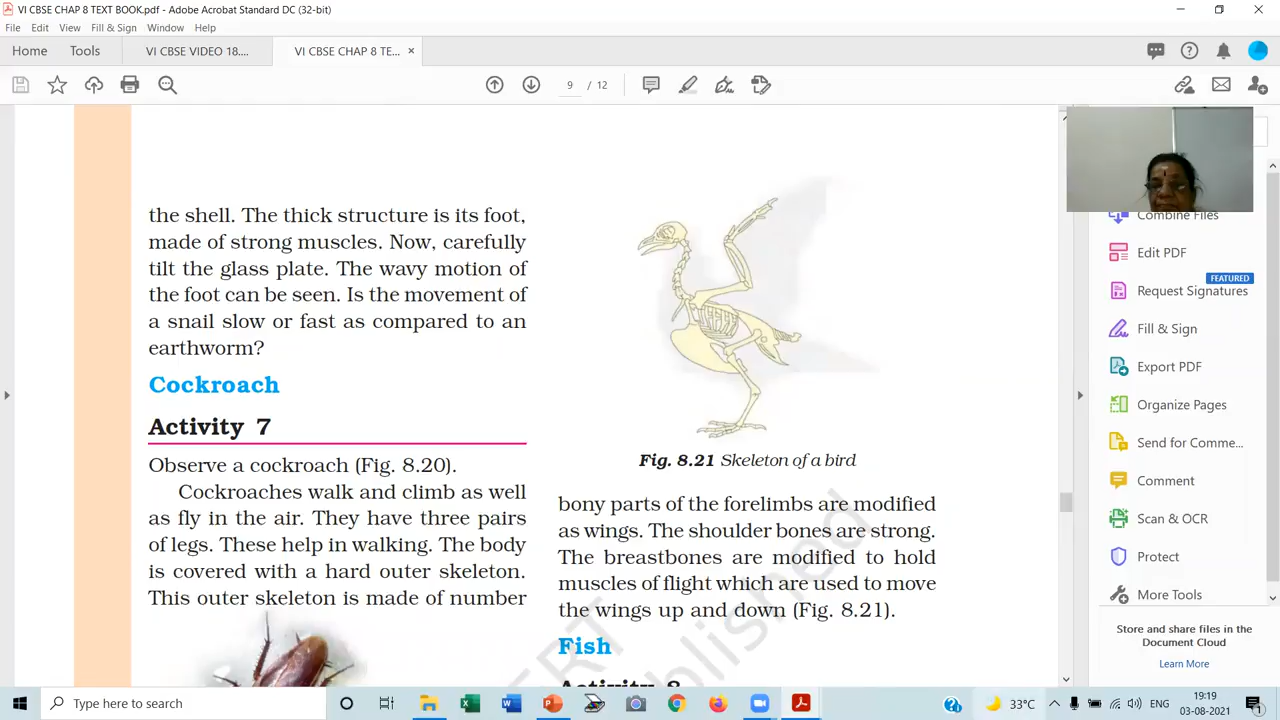 VI CBSE CHAP 8 TEXT BOOK.pdf - Adobe Acrobat Standard DC (32-bit)
File Edit View Fill & Sign Window Help
Home Tools VI CBSE VIDEO 18.... VI CBSE CHAP 8 TE... ×
9 / 12
the shell. The thick structure is its foot,
made of strong muscles. Now, carefully
tilt the glass plate. The wavy motion of
the foot can be seen. Is the movement of
a snail slow or fast as compared to an
earthworm?
Cockroach
Activity 7
Observe a cockroach (Fig. 8.20).
Cockroaches walk and climb as well
as fly in the air. They have three pairs
of legs. These help in walking. The body
is covered with a hard outer skeleton.
This outer skeleton is made of number
Fig. 8.21 Skeleton of a bird
bony parts of the forelimbs are modified
as wings. The shoulder bones are strong.
The breastbones are modified to hold
muscles of flight which are used to move
the wings up and down (Fig. 8.21).
Fish
Activity 8
Combine Files
Edit PDF
FEATURED
Request Signatures
Fill & Sign
Export PDF
Organize Pages
Send for Comme...
Comment
Scan & OCR
Protect
More Tools
Store and share files in the
Document Cloud
Learn More
Type here to search
33°C
ENG
19:19
03-08-2021
1